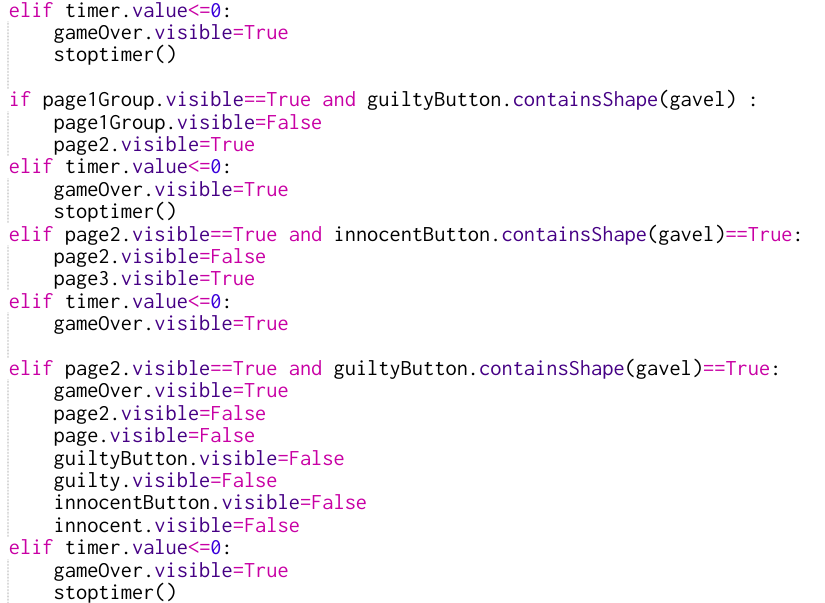 elif timer.value<=0:
    gameOver.visible=True
    stoptimer()

if page1Group.visible==True and guiltyButton.containsShape(gavel) :
    page1Group.visible=False
    page2.visible=True
elif timer.value<=0:
    gameOver.visible=True
    stoptimer()
elif page2.visible==True and innocentButton.containsShape(gavel)==True:
    page2.visible=False
    page3.visible=True
elif timer.value<=0:
    gameOver.visible=True

elif page2.visible==True and guiltyButton.containsShape(gavel)==True:
    gameOver.visible=True
    page2.visible=False
    page.visible=False
    guiltyButton.visible=False
    guilty.visible=False
    innocentButton.visible=False
    innocent.visible=False
elif timer.value<=0:
    gameOver.visible=True
    stoptimer()